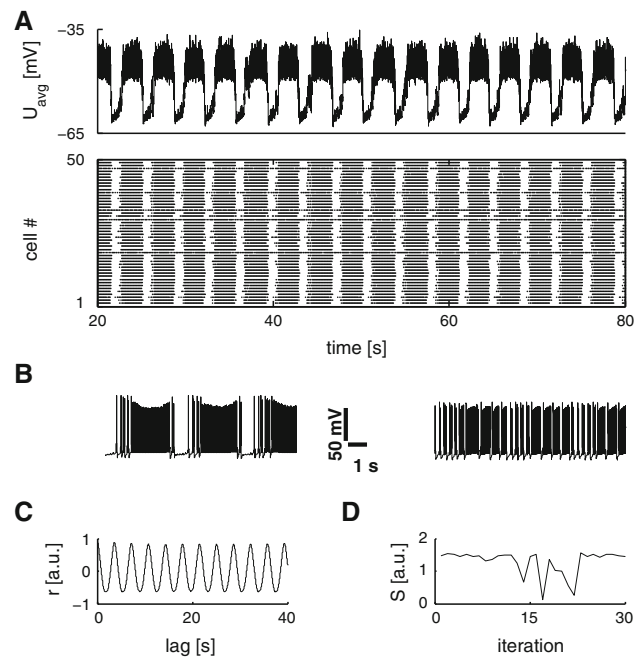 A
−35
U_avg [mV]
−65
50
cell #
1
20 40 60 80
time [s]
B
50 mV
1 s
C
1
r [a.u.]
0
−1
0 20 40
lag [s]
D
2
S [a.u.]
1
0
0 15 30
iteration